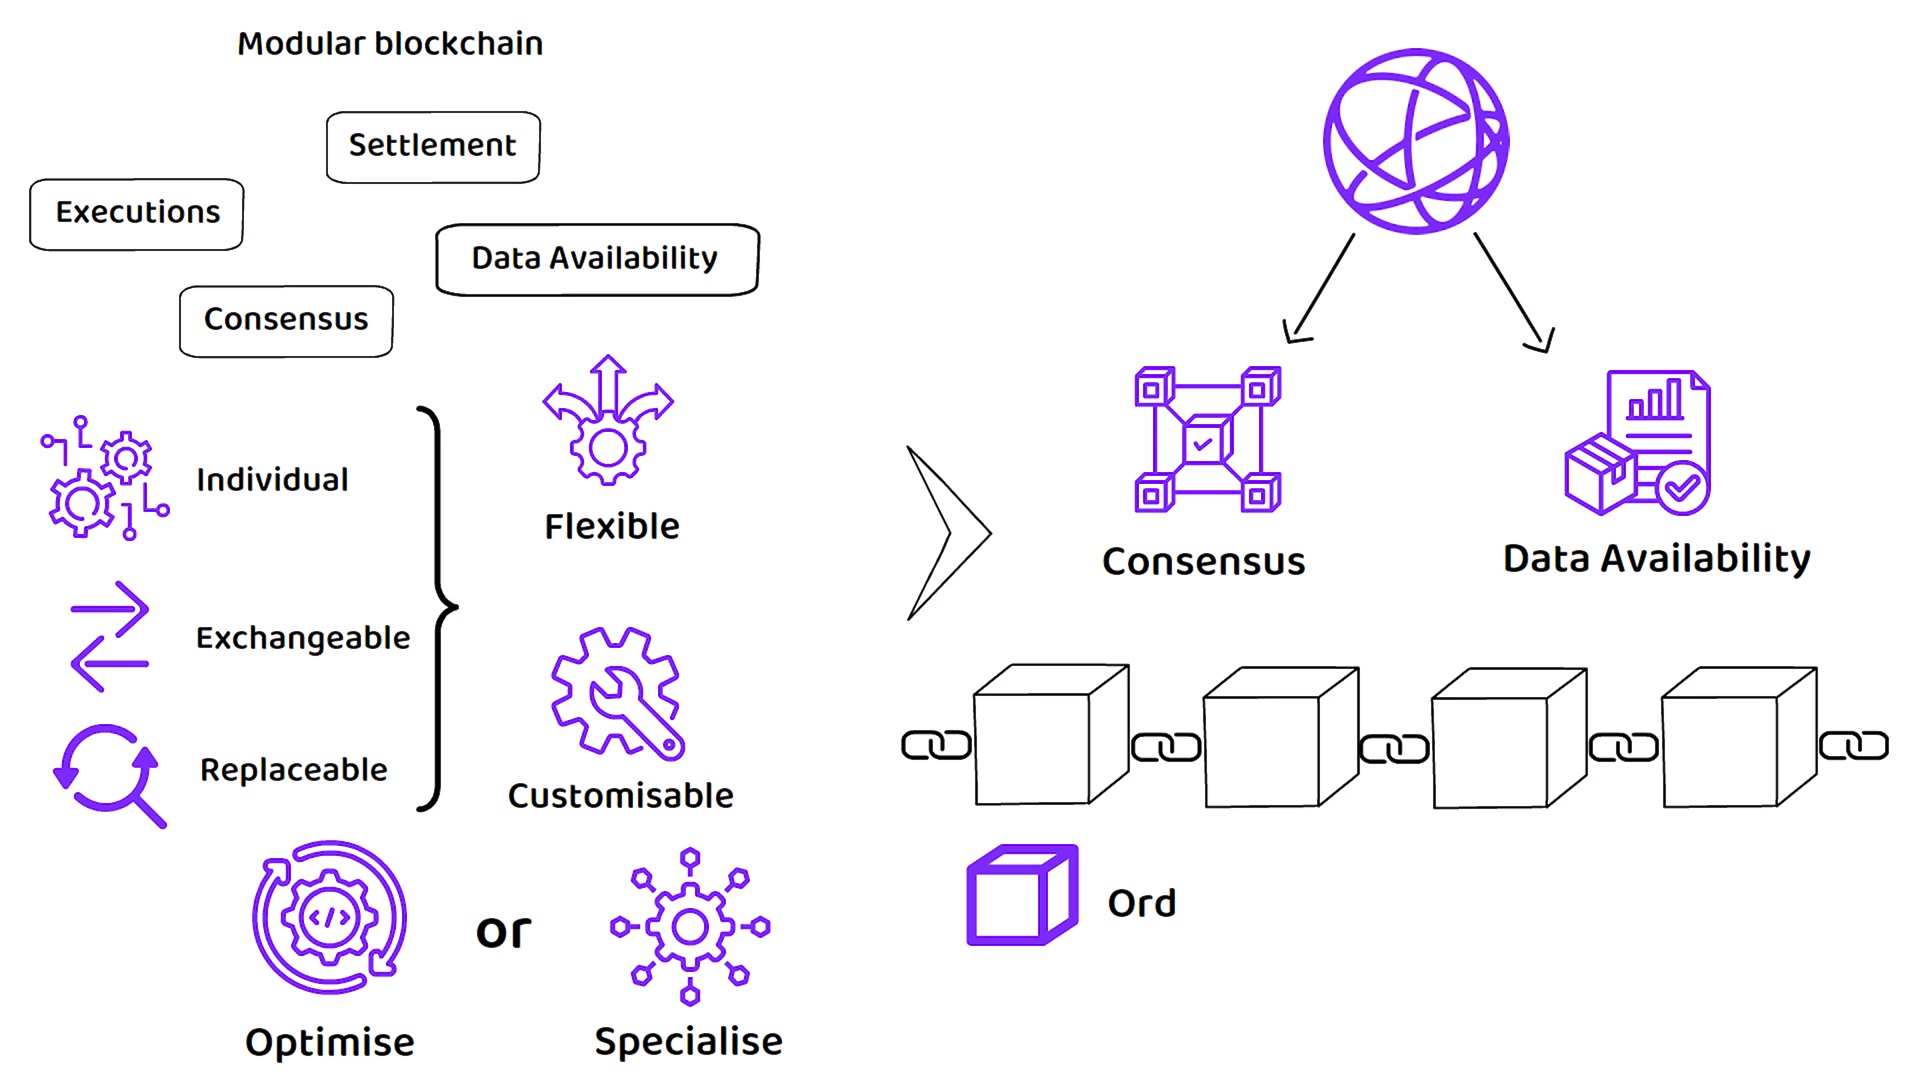 Modular blockchain
Settlement
Executions
Data Availability
Consensus
Individual
Exchangeable
Replaceable
Flexible
Customisable
Optimise
or
Specialise
Consensus
Data Availability
Ord